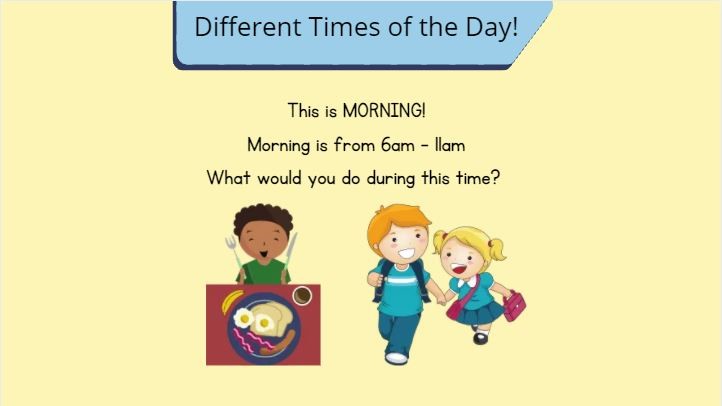 Different Times of the Day!
This is MORNING!
Morning is from 6am - 11am
What would you do during this time?